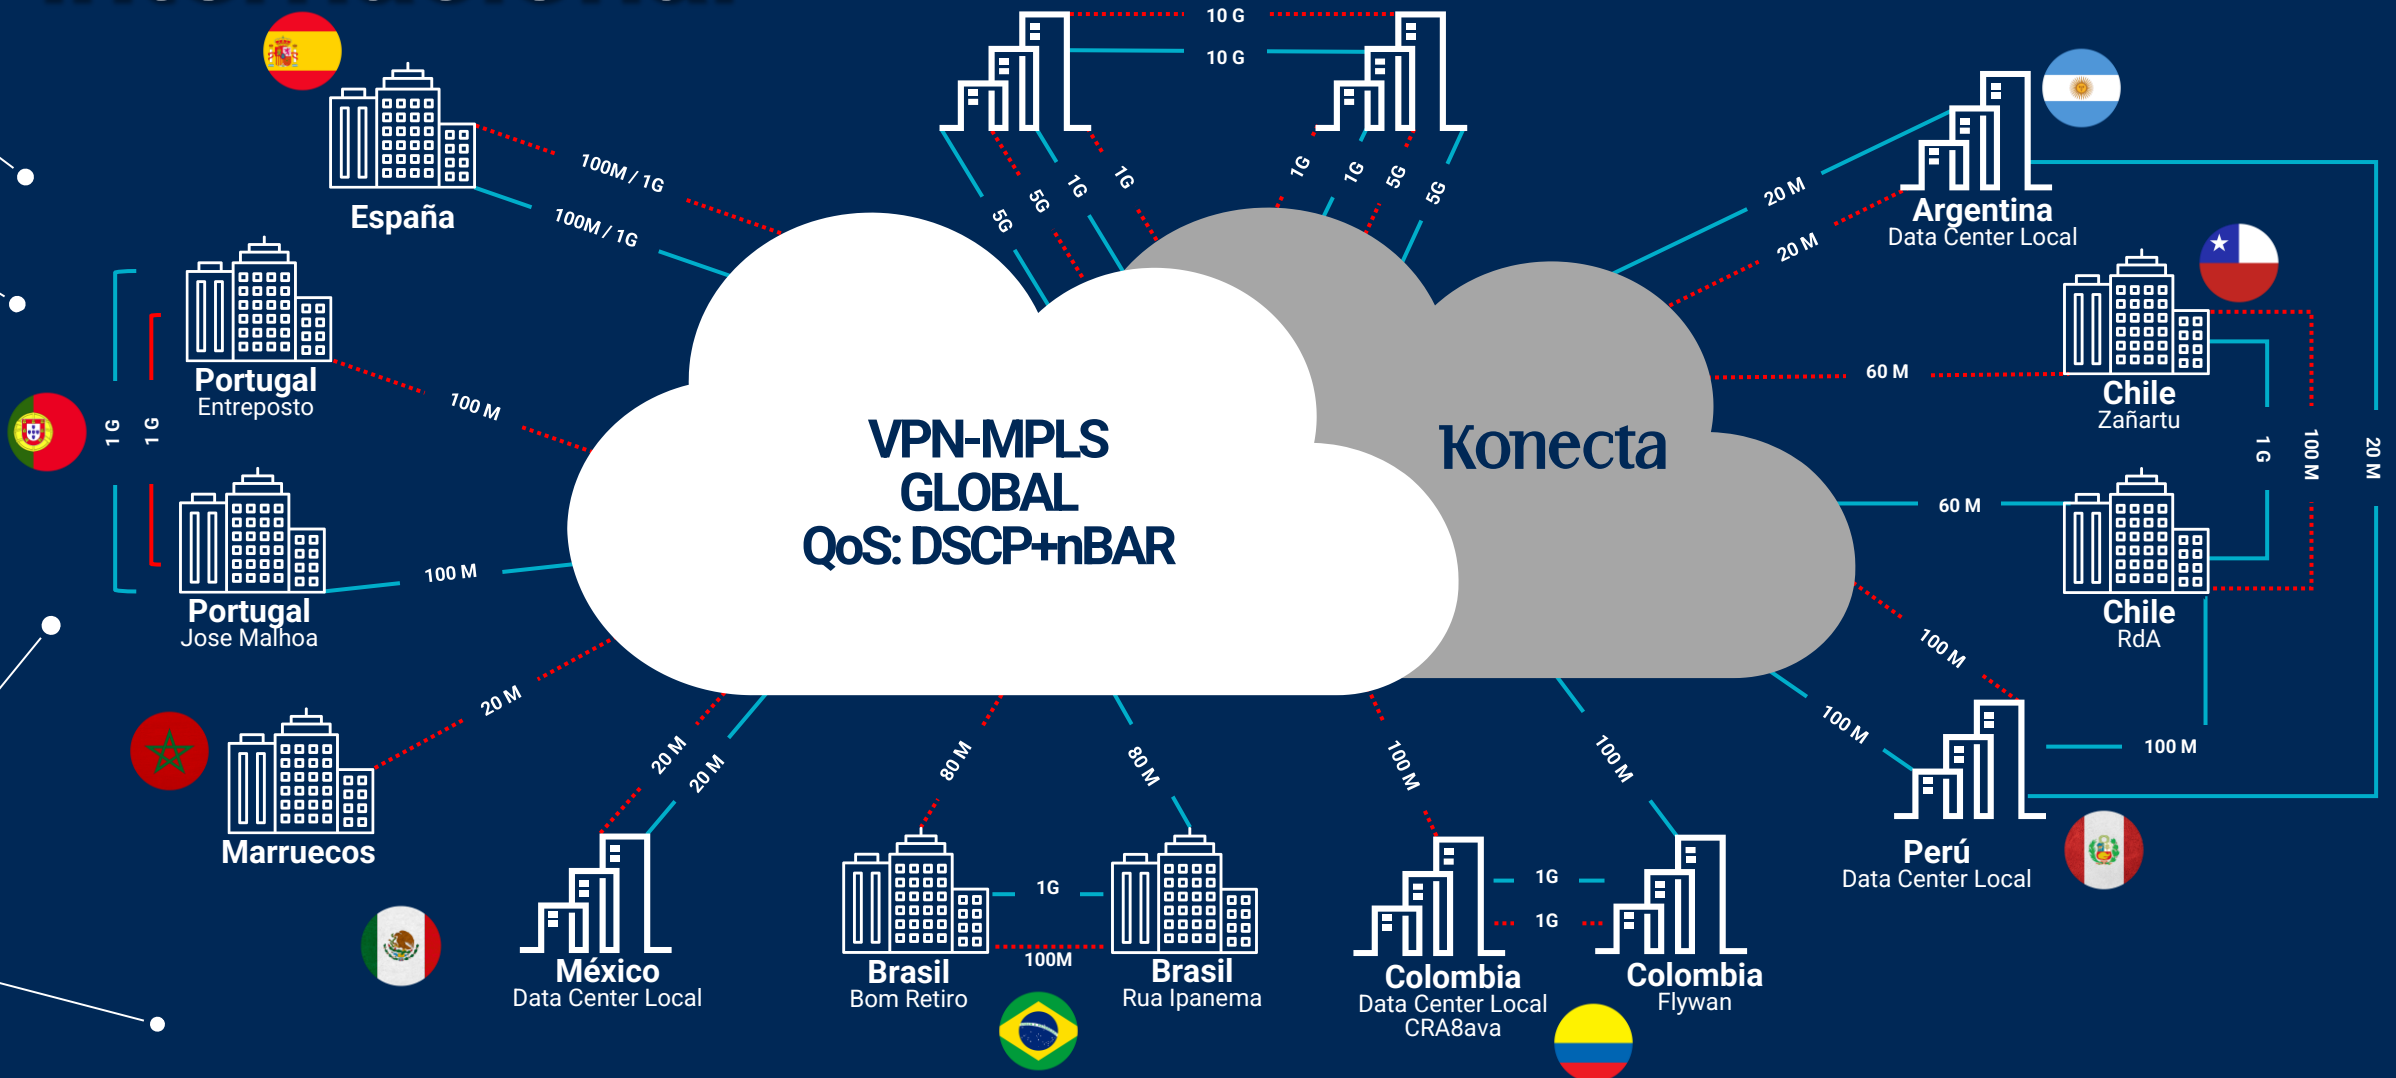 10 G
10 G
España
100M / 1G
100M / 1G
5G
5G
1G
1G
1G
1G
5G
5G
20 M
20 M
Argentina
Data Center Local
Portugal
Entreposto
100 M
1 G
1 G
Portugal
Jose Malhoa
100 M
VPN-MPLS
GLOBAL
QoS: DSCP+nBAR
Konecta
60 M
Chile
Zañartu
60 M
1 G
100 M
20 M
Chile
RdA
100 M
100 M
100 M
Perú
Data Center Local
Marruecos
20 M
20 M
20 M
México
Data Center Local
80 M
80 M
1G
100M
Brasil
Bom Retiro
Brasil
Rua Ipanema
100 M
100 M
1G
1G
Colombia
Data Center Local
CRA8ava
Colombia
Flywan